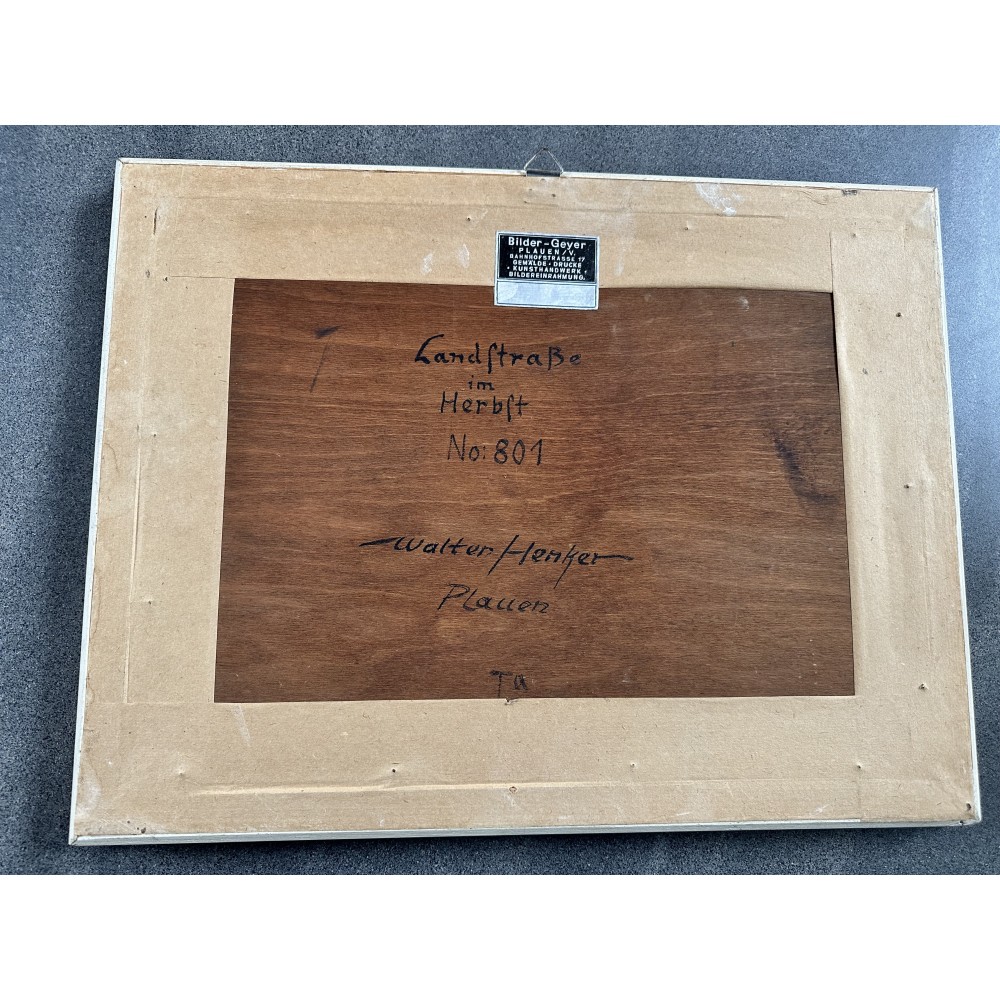 Bilder-Geyer
PLAUEN/V.
BAHNHOFSTRASSE 17
GEMÄLDE • DRUCKE
• KUNSTHANDWERK •
BILDEREINRAHMUNG.
Landſtraße
im
Herbſt
No: 801
Walter Henker
Plauen